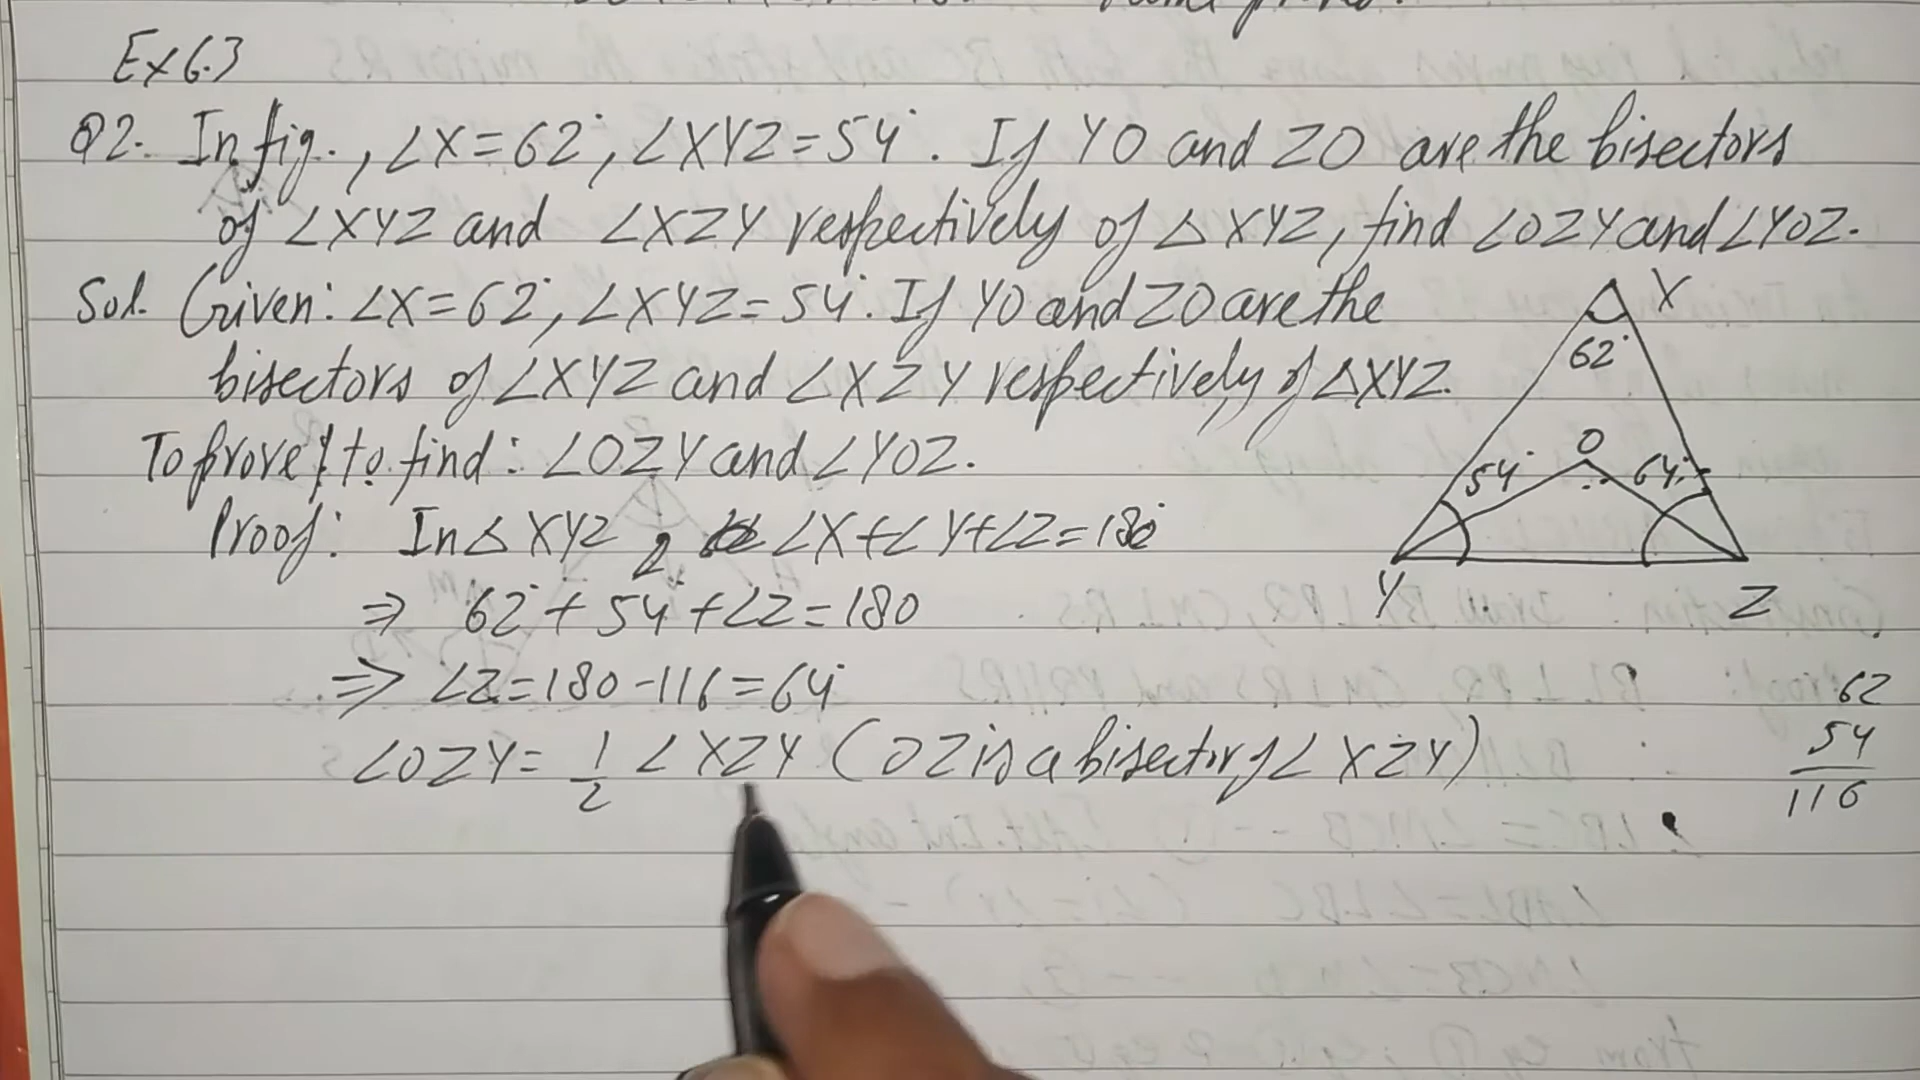 Ex 6.3
Q2. In fig., ∠X=62°, ∠XYZ=54°. If YO and ZO are the bisectors
of ∠XYZ and ∠XZY respectively of △XYZ, find ∠OZY and ∠YOZ.
Sol. Given: ∠X=62°, ∠XYZ=54°. If YO and ZO are the
bisectors of ∠XYZ and ∠XZY respectively of △XYZ.
To prove / to find: ∠OZY and ∠YOZ.
Proof: In △XYZ, ∠X+∠Y+∠Z=180°
⇒ 62°+54°+∠Z=180
⇒ ∠Z=180-116=64°
∠OZY=1/2 ∠XZY (OZ is a bisector of ∠XZY)
X
62°
O
54° 64°
Y Z
62
54
116